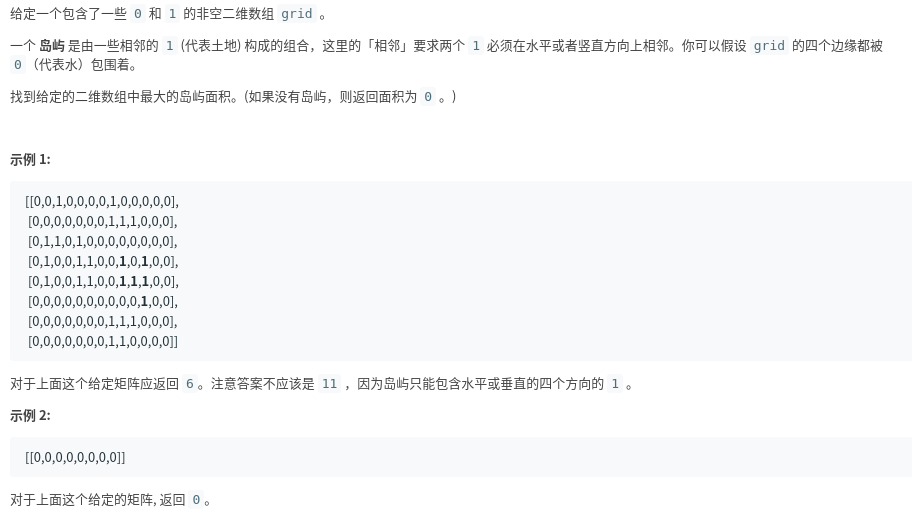 给定一个包含了一些 0 和 1 的非空二维数组 grid 。
一个 岛屿 是由一些相邻的 1 (代表土地) 构成的组合，这里的「相邻」要求两个 1 必须在水平或者竖直方向上相邻。你可以假设 grid 的四个边缘都被
0 （代表水）包围着。
找到给定的二维数组中最大的岛屿面积。(如果没有岛屿，则返回面积为 0 。)
示例 1:
[[0,0,1,0,0,0,0,1,0,0,0,0,0],
[0,0,0,0,0,0,0,1,1,1,0,0,0],
[0,1,1,0,1,0,0,0,0,0,0,0,0],
[0,1,0,0,1,1,0,0,1,0,1,0,0],
[0,1,0,0,1,1,0,0,1,1,1,0,0],
[0,0,0,0,0,0,0,0,0,0,1,0,0],
[0,0,0,0,0,0,0,1,1,1,0,0,0],
[0,0,0,0,0,0,0,1,1,0,0,0,0]]
对于上面这个给定矩阵应返回 6 。注意答案不应该是 11 ，因为岛屿只能包含水平或垂直的四个方向的 1 。
示例 2:
[[0,0,0,0,0,0,0,0]]
对于上面这个给定的矩阵, 返回 0 。